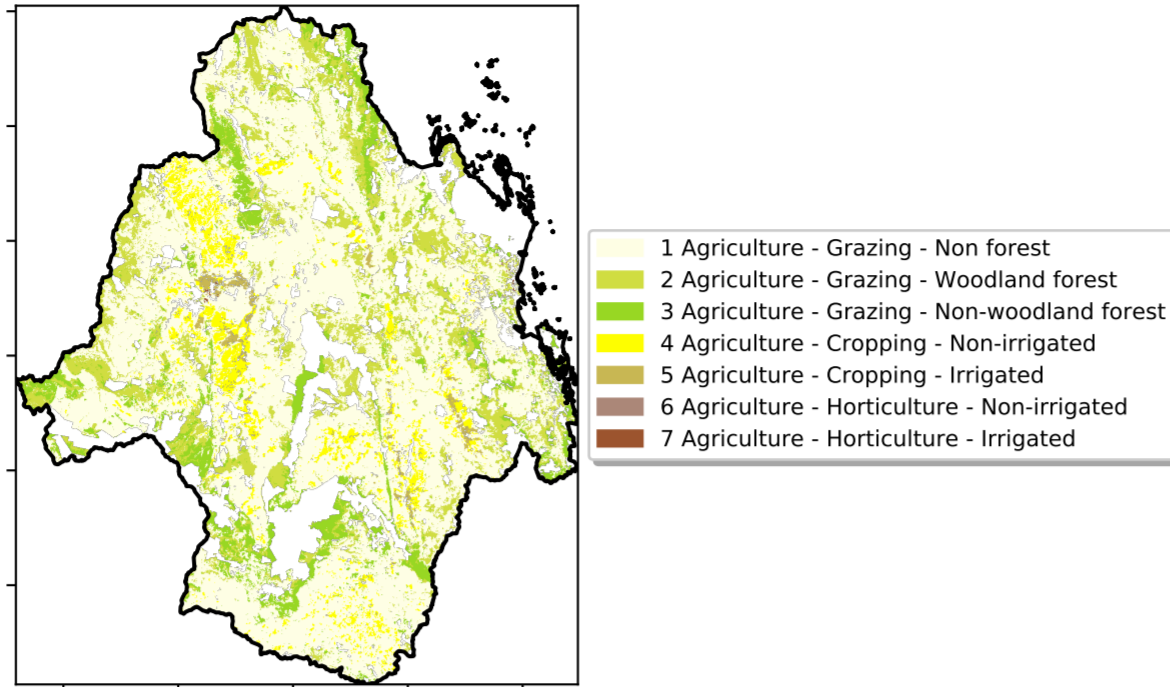 1 Agriculture - Grazing - Non forest
2 Agriculture - Grazing - Woodland forest
3 Agriculture - Grazing - Non-woodland forest
4 Agriculture - Cropping - Non-irrigated
5 Agriculture - Cropping - Irrigated
6 Agriculture - Horticulture - Non-irrigated
7 Agriculture - Horticulture - Irrigated